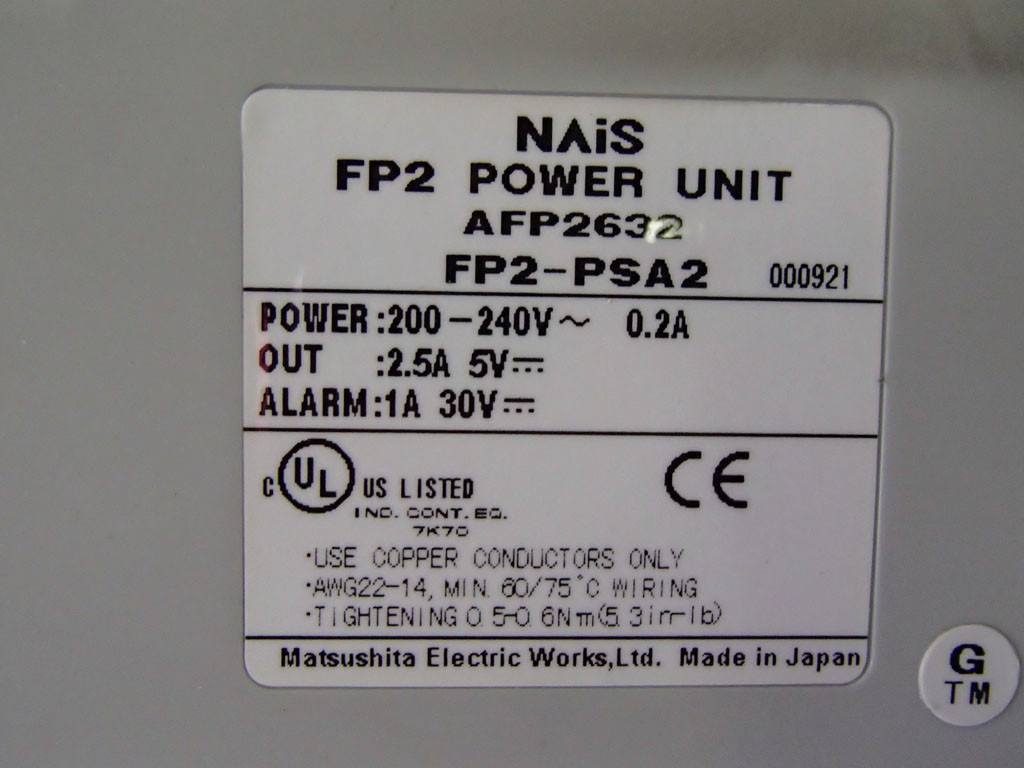 NAiS
FP2 POWER UNIT
AFP2632
FP2-PSA2 000921
POWER:200-240V～ 0.2A
OUT :2.5A 5V⎓
ALARM:1A 30V⎓
C UL US LISTED CE
IND. CONT. EQ.
7K70
·USE COPPER CONDUCTORS ONLY
·AWG22-14, MIN. 60/75°C WIRING
·TIGHTENING 0.5-0.6Nm(5.3in-lb)
Matsushita Electric Works,Ltd. Made in Japan
G
TM